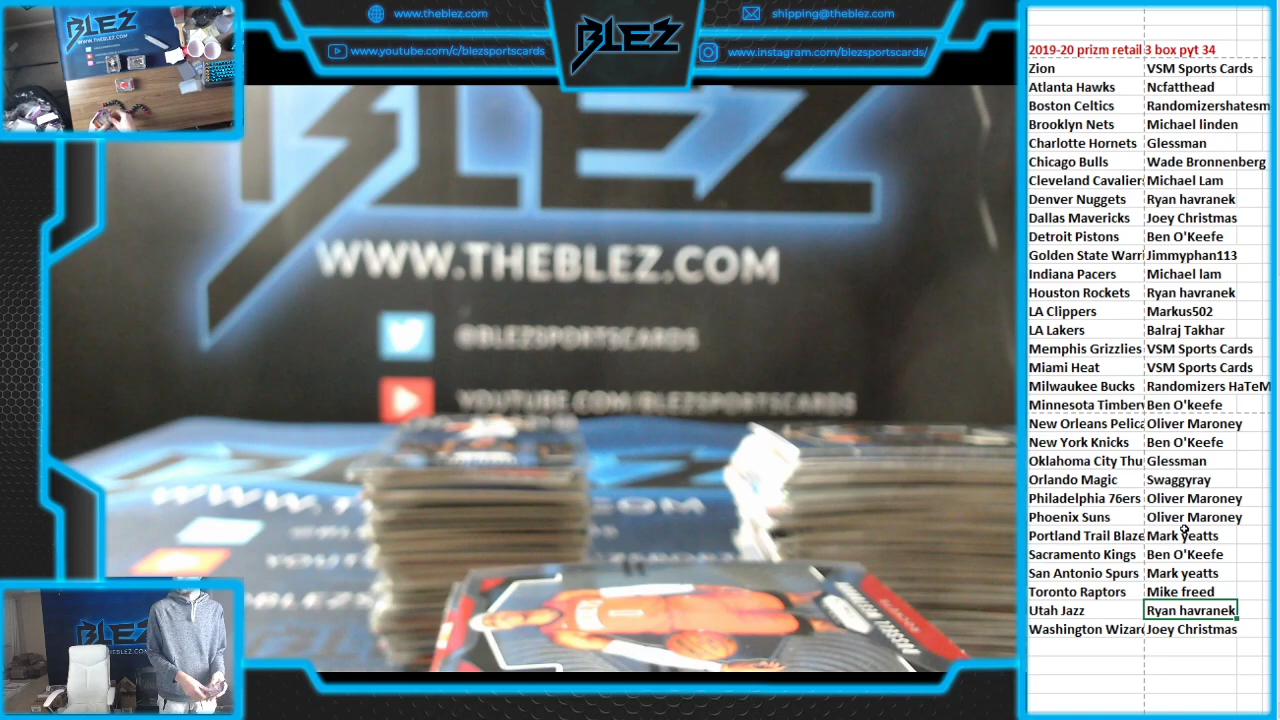 www.theblez.com
shipping@theblez.com
www.youtube.com/c/blezsportscards
www.instagram.com/blezsportscards/
BLEZ
BLEZ
WWW.THEBLEZ.COM
@BLEZSPORTSCARDS
YOUTUBE.COM/BLEZSPORTSCARDS
2019-20 prizm retail 3 box pyt 34
Zion VSM Sports Cards
Atlanta Hawks Ncfatthead
Boston Celtics Randomizershatesm
Brooklyn Nets Michael linden
Charlotte Hornets Glessman
Chicago Bulls Wade Bronnenberg
Cleveland Cavalier Michael Lam
Denver Nuggets Ryan havranek
Dallas Mavericks Joey Christmas
Detroit Pistons Ben O'Keefe
Golden State Warri Jimmyphan113
Indiana Pacers Michael lam
Houston Rockets Ryan havranek
LA Clippers Markus502
LA Lakers Balraj Takhar
Memphis Grizzlies VSM Sports Cards
Miami Heat VSM Sports Cards
Milwaukee Bucks Randomizers HaTeM
Minnesota Timber Ben O'keefe
New Orleans Pelica Oliver Maroney
New York Knicks Ben O'Keefe
Oklahoma City Thu Glessman
Orlando Magic Swaggyray
Philadelphia 76ers Oliver Maroney
Phoenix Suns Oliver Maroney
Portland Trail Blaze Mark yeatts
Sacramento Kings Ben O'Keefe
San Antonio Spurs Mark yeatts
Toronto Raptors Mike freed
Utah Jazz Ryan havranek
Washington Wizar Joey Christmas
BLEZ